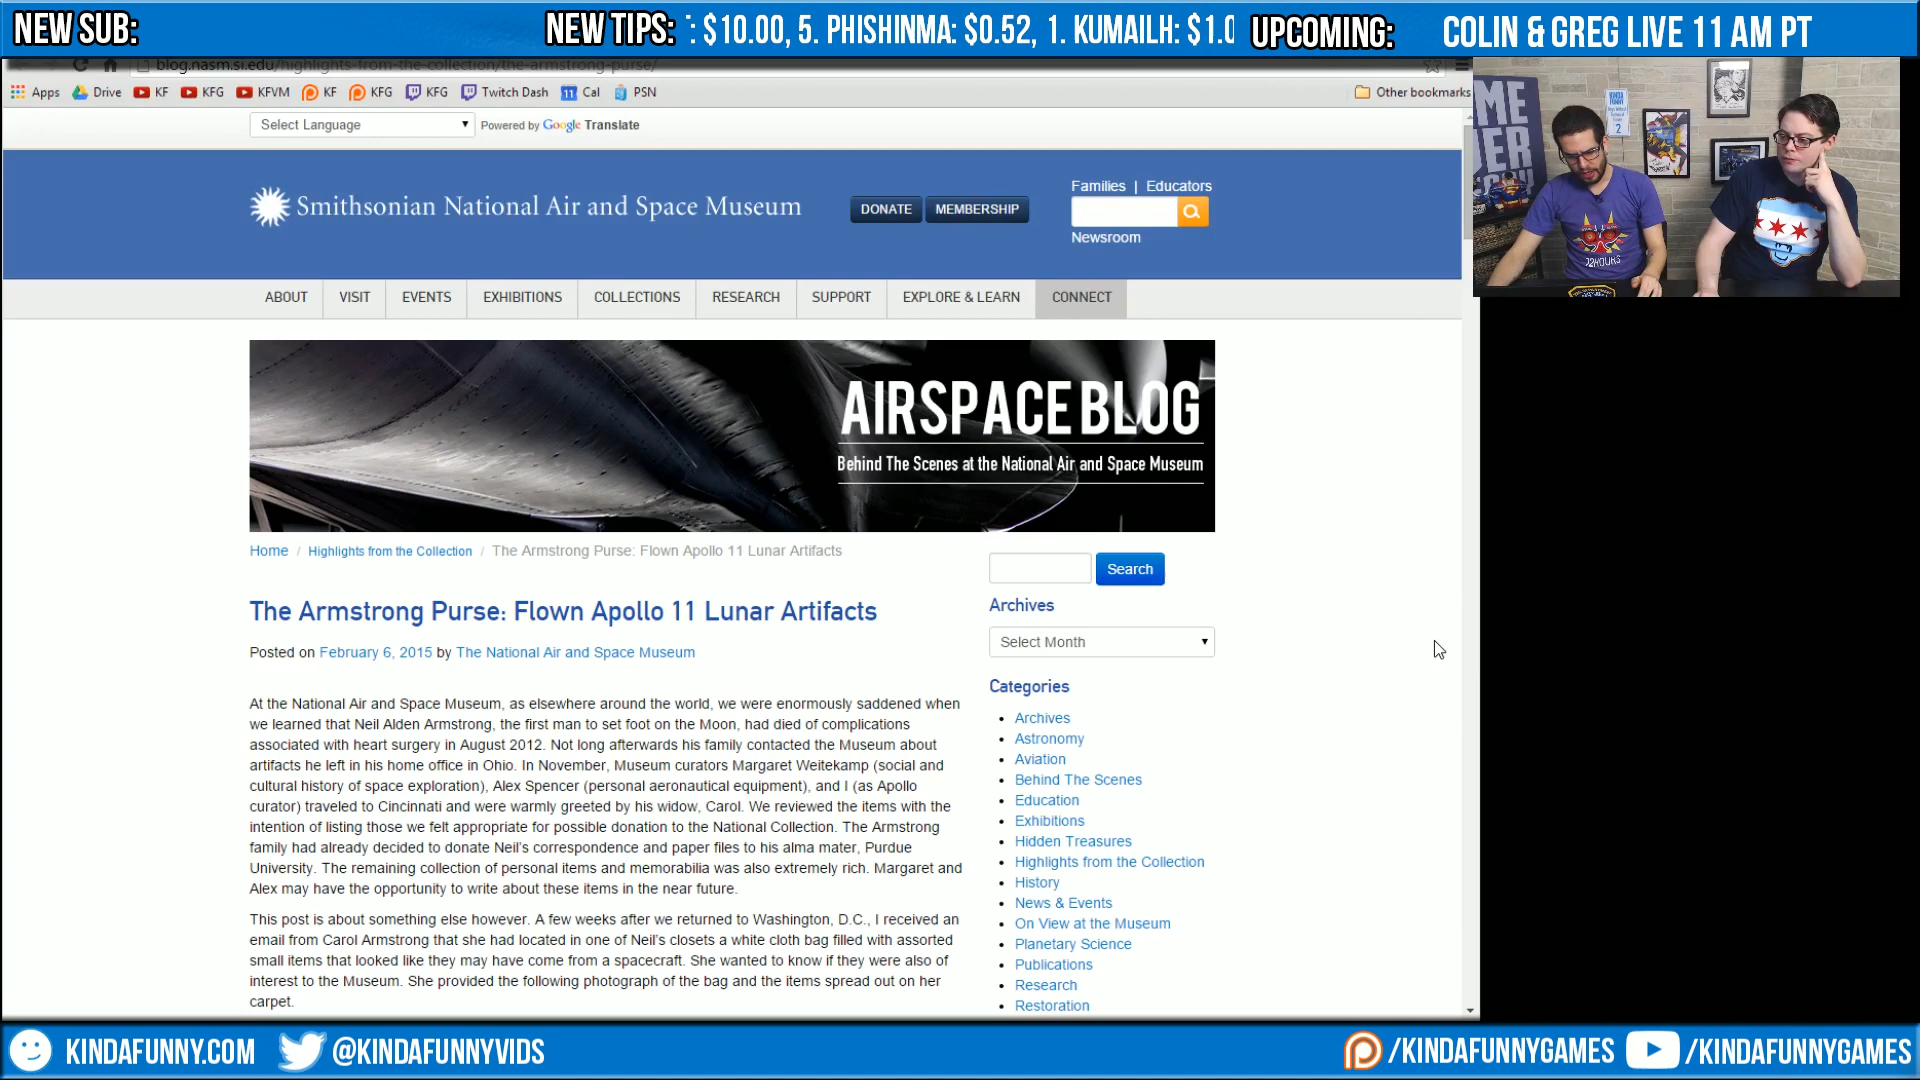 NEW SUB:
NEW TIPS: : $10.00, 5. PHISHINMA: $0.52, 1. KUMAILH: $1.0
UPCOMING: COLIN & GREG LIVE 11 AM PT
blog.nasm.si.edu/highlights-from-the-collection/the-armstrong-purse/
Apps Drive KF KFG KFVM KF KFG KFG Twitch Dash 11 Cal PSN Other bookmarks
Select Language Powered by Google Translate
Smithsonian National Air and Space Museum
DONATE MEMBERSHIP
Families | Educators
Newsroom
ABOUT VISIT EVENTS EXHIBITIONS COLLECTIONS RESEARCH SUPPORT EXPLORE & LEARN CONNECT
AIRSPACE BLOG
Behind The Scenes at the National Air and Space Museum
Home / Highlights from the Collection / The Armstrong Purse: Flown Apollo 11 Lunar Artifacts
The Armstrong Purse: Flown Apollo 11 Lunar Artifacts
Posted on February 6, 2015 by The National Air and Space Museum
At the National Air and Space Museum, as elsewhere around the world, we were enormously saddened when
we learned that Neil Alden Armstrong, the first man to set foot on the Moon, had died of complications
associated with heart surgery in August 2012. Not long afterwards his family contacted the Museum about
artifacts he left in his home office in Ohio. In November, Museum curators Margaret Weitekamp (social and
cultural history of space exploration), Alex Spencer (personal aeronautical equipment), and I (as Apollo
curator) traveled to Cincinnati and were warmly greeted by his widow, Carol. We reviewed the items with the
intention of listing those we felt appropriate for possible donation to the National Collection. The Armstrong
family had already decided to donate Neil's correspondence and paper files to his alma mater, Purdue
University. The remaining collection of personal items and memorabilia was also extremely rich. Margaret and
Alex may have the opportunity to write about these items in the near future.
This post is about something else however. A few weeks after we returned to Washington, D.C., I received an
email from Carol Armstrong that she had located in one of Neil's closets a white cloth bag filled with assorted
small items that looked like they may have come from a spacecraft. She wanted to know if they were also of
interest to the Museum. She provided the following photograph of the bag and the items spread out on her
carpet.
Search
Archives
Select Month
Categories
Archives
Astronomy
Aviation
Behind The Scenes
Education
Exhibitions
Hidden Treasures
Highlights from the Collection
History
News & Events
On View at the Museum
Planetary Science
Publications
Research
Restoration
72HOURS
KINDAFUNNY.COM @KINDAFUNNYVIDS /KINDAFUNNYGAMES /KINDAFUNNYGAMES